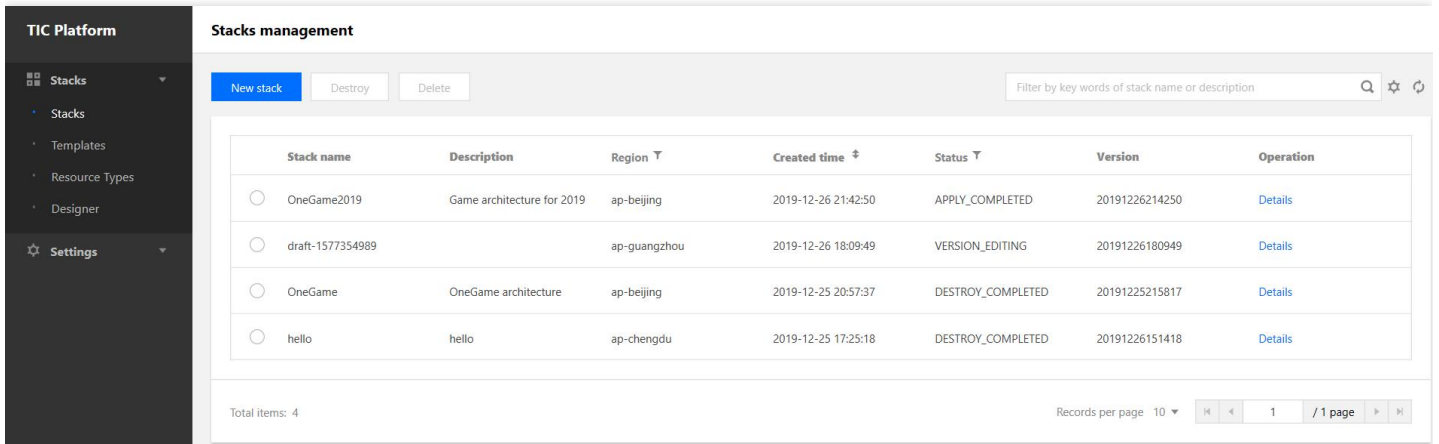 TIC Platform
Stacks management
Stacks
Stacks
Templates
Resource Types
Designer
Settings
New stack Destroy Delete Filter by key words of stack name or description
Stack name Description Region Created time Status Version Operation
OneGame2019 Game architecture for 2019 ap-beijing 2019-12-26 21:42:50 APPLY_COMPLETED 20191226214250 Details
draft-1577354989 ap-guangzhou 2019-12-26 18:09:49 VERSION_EDITING 20191226180949 Details
OneGame OneGame architecture ap-beijing 2019-12-25 20:57:37 DESTROY_COMPLETED 20191225215817 Details
hello hello ap-chengdu 2019-12-25 17:25:18 DESTROY_COMPLETED 20191226151418 Details
Total items: 4 Records per page 10 1 / 1 page